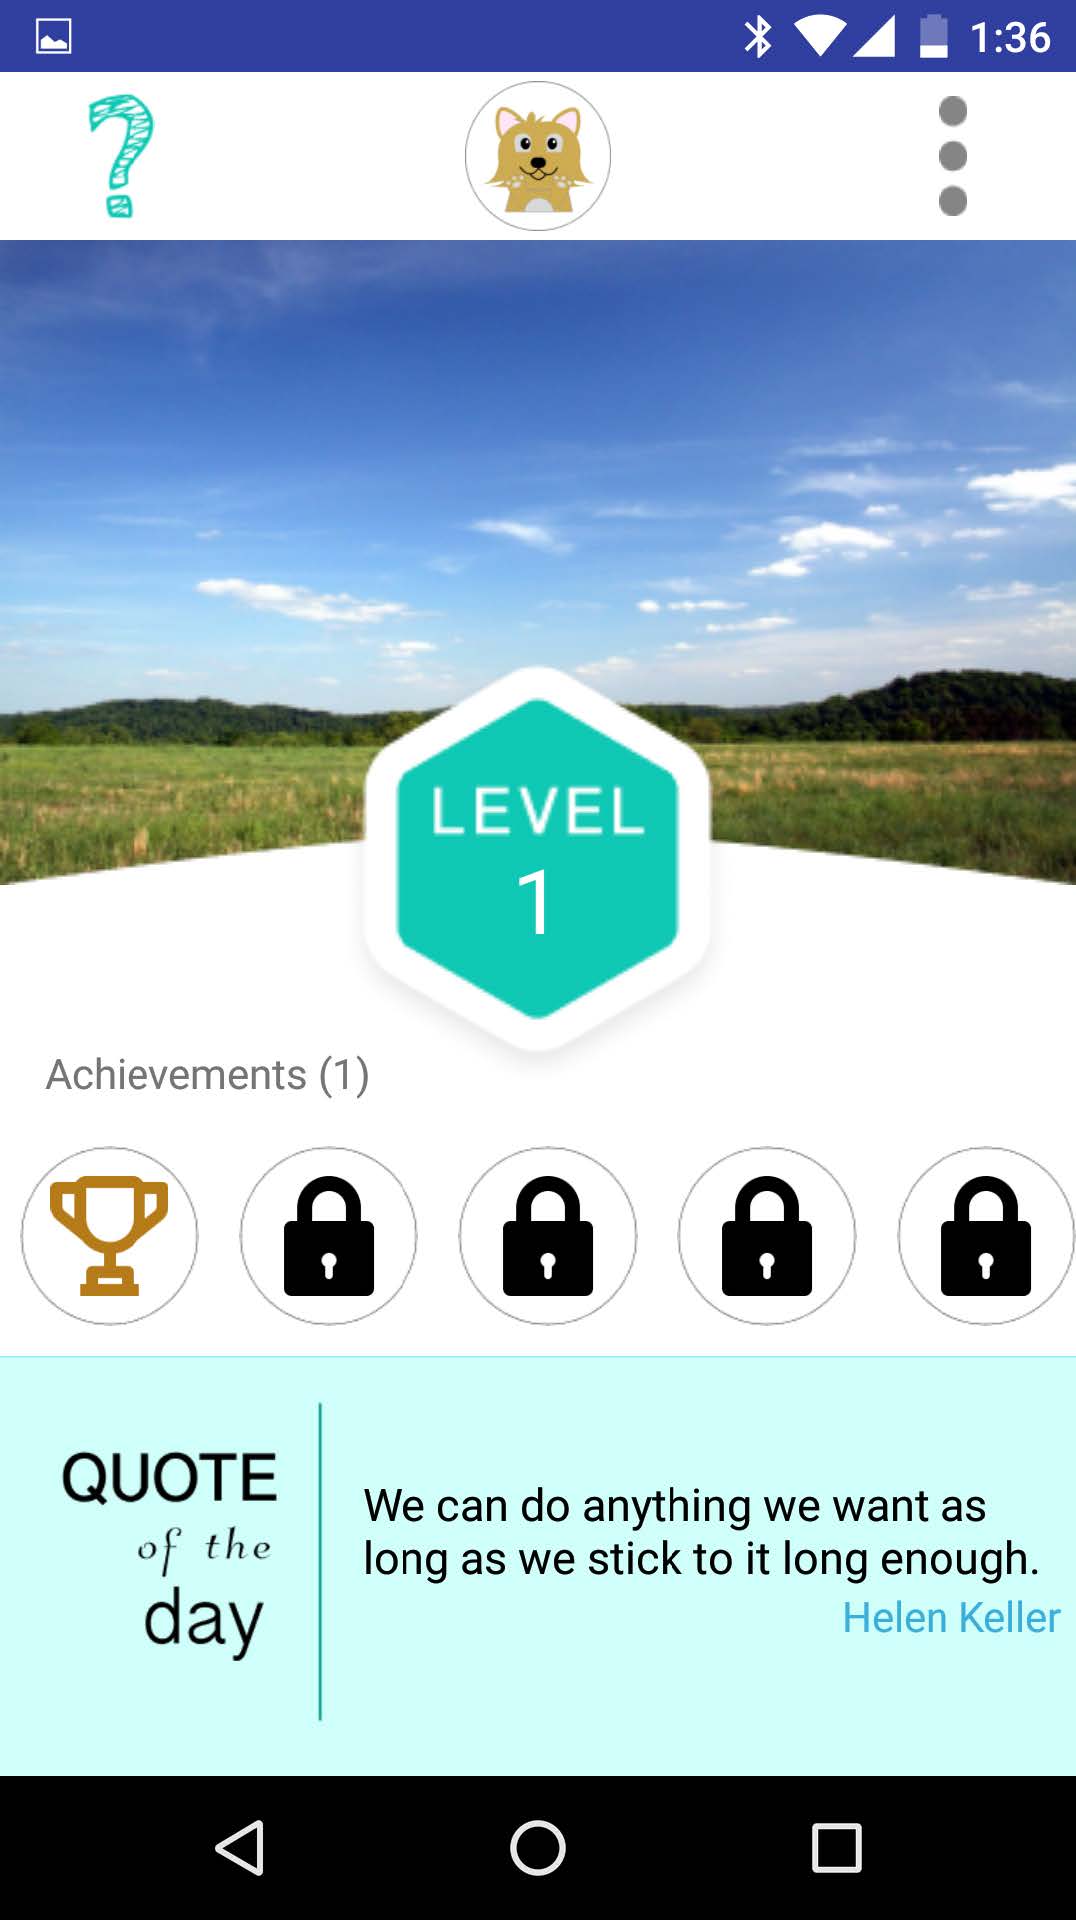 1:36
?
LEVEL
1
Achievements (1)
QUOTE
of the
day
We can do anything we want as
long as we stick to it long enough.
Helen Keller